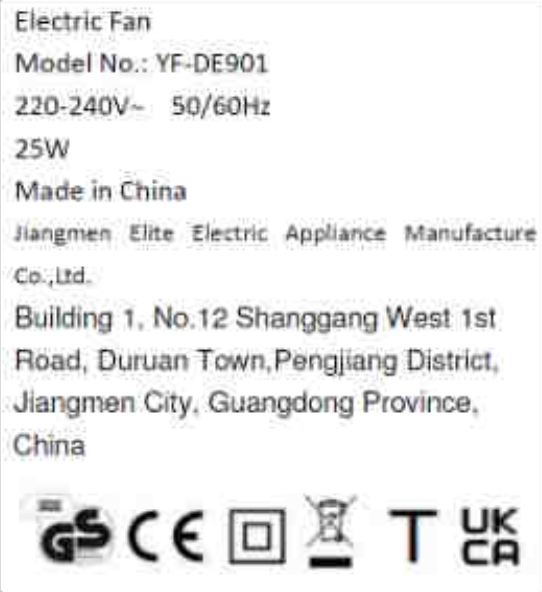 Electric Fan
Model No.: YF-DE901
220-240V~ 50/60Hz
25W
Made in China
Jiangmen Elite Electric Appliance Manufacture
Co.,Ltd.
Building 1, No.12 Shanggang West 1st
Road, Duruan Town,Pengjiang District,
Jiangmen City, Guangdong Province,
China
GS CE T UK
CA